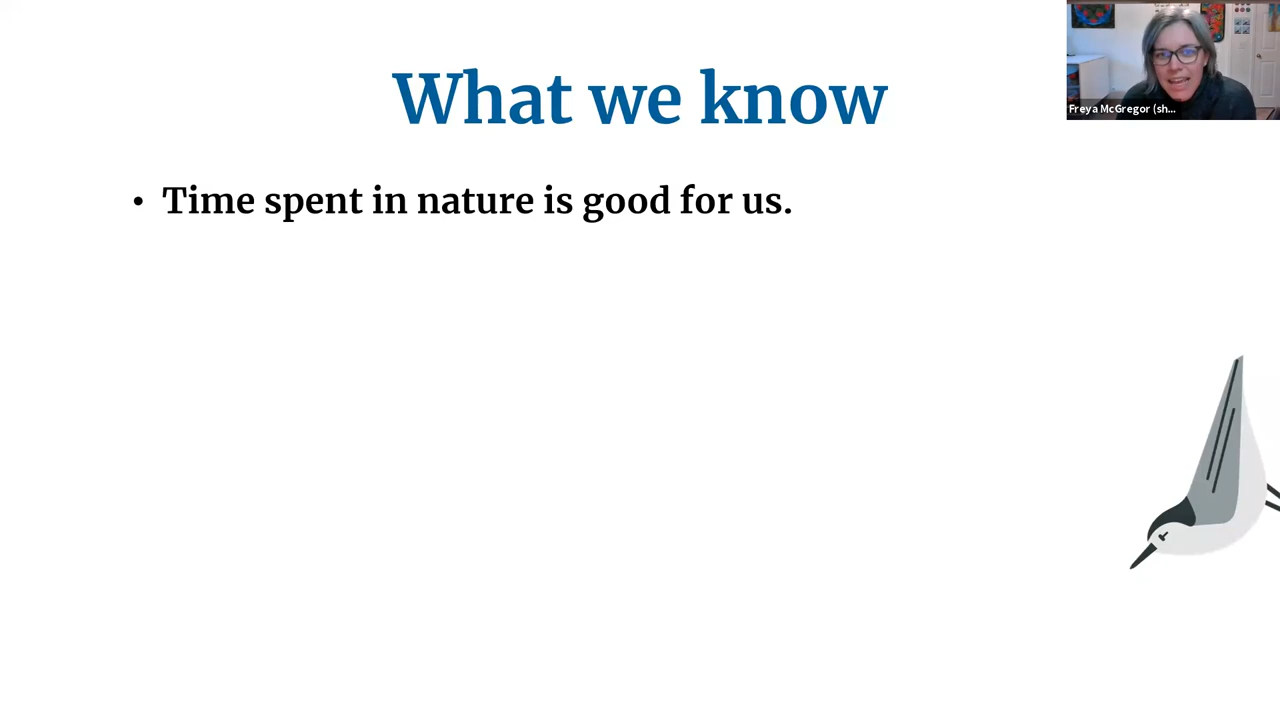 What we know
• Time spent in nature is good for us.
Freya McGregor (sh...